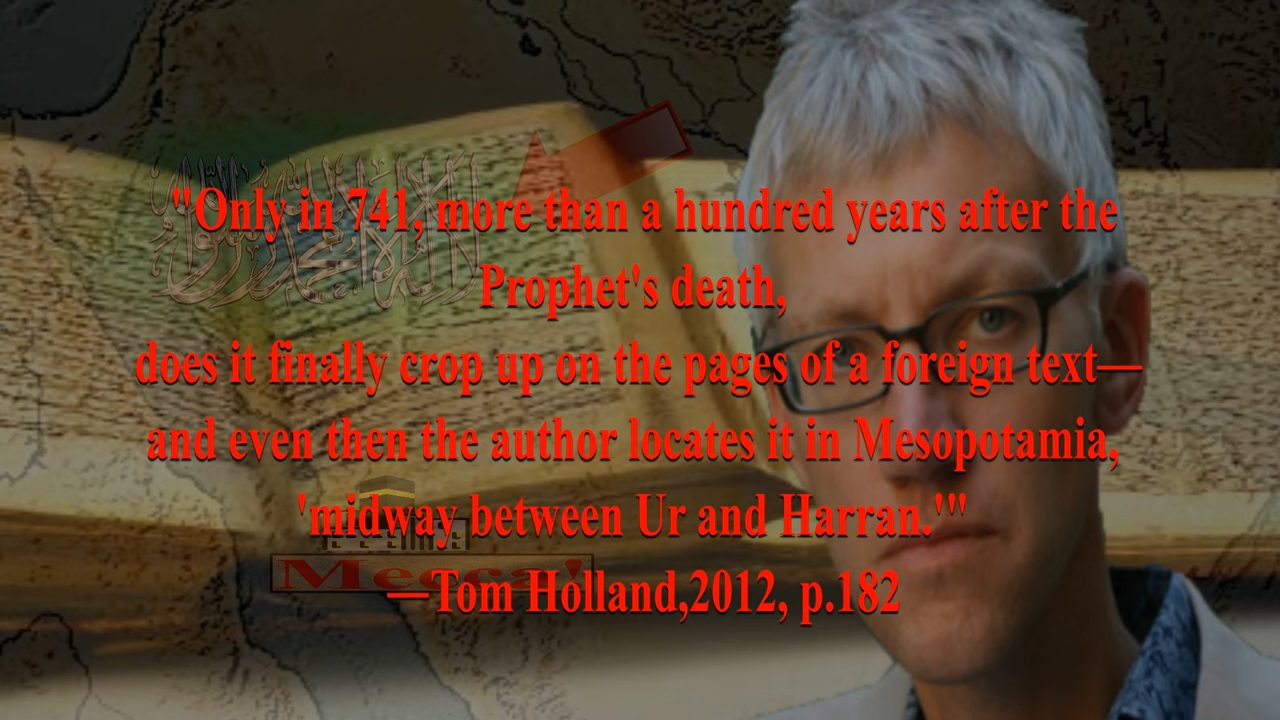 "Only in 741, more than a hundred years after the
Prophet's death,
does it finally crop up on the pages of a foreign text—
and even then the author locates it in Mesopotamia,
'midway between Ur and Harran.'"
Mecca'
—Tom Holland,2012, p.182